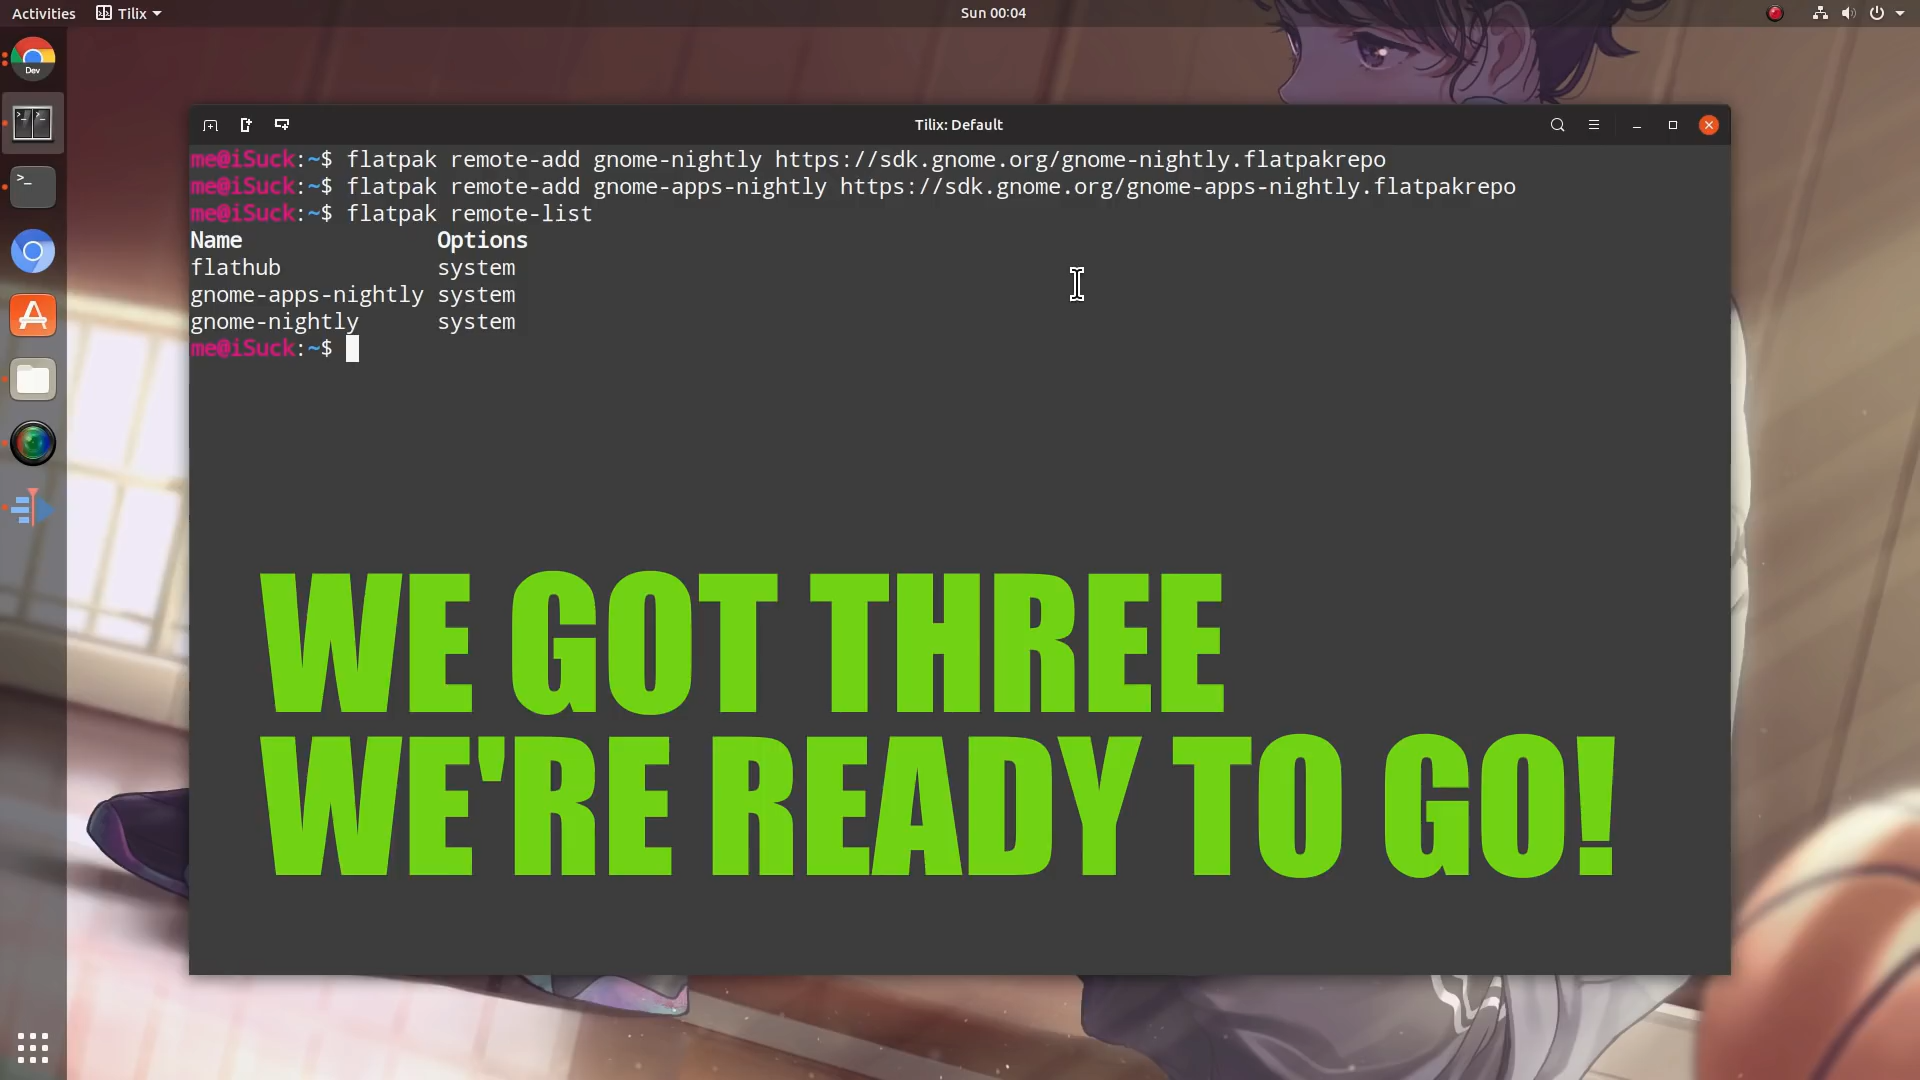 Activities Tilix Sun 00:04
Dev
Tilix: Default
me@iSuck:~$ flatpak remote-add gnome-nightly https://sdk.gnome.org/gnome-nightly.flatpakrepo
me@iSuck:~$ flatpak remote-add gnome-apps-nightly https://sdk.gnome.org/gnome-apps-nightly.flatpakrepo
me@iSuck:~$ flatpak remote-list
Name Options
flathub system
gnome-apps-nightly system
gnome-nightly system
me@iSuck:~$
WE GOT THREE
WE'RE READY TO GO!